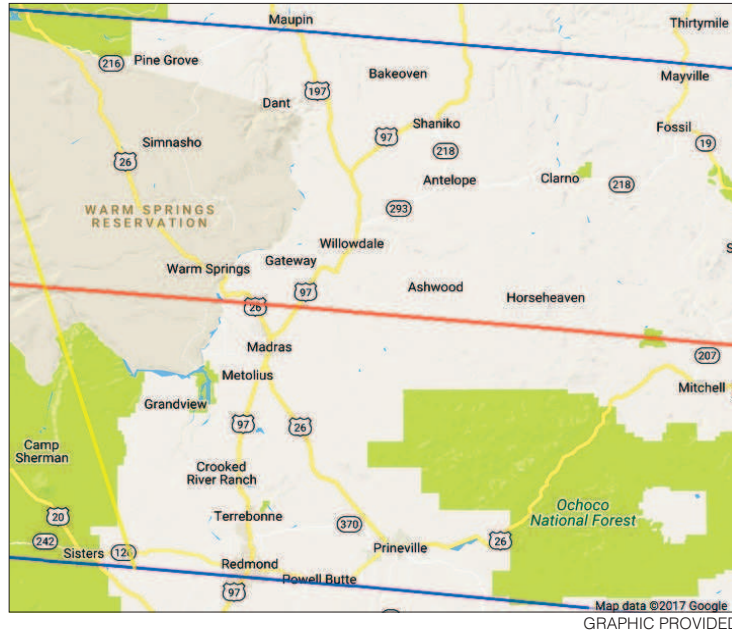 Maupin
Thirtymile
216
Pine Grove
Bakeoven
Mayville
197
Dant
Shaniko
97
Fossil
Simnasho
218
19
26
Antelope
Clarno
218
293
WARM SPRINGS
RESERVATION
Willowdale
S
Gateway
Warm Springs
Ashwood
97
Horseheaven
26
Madras
207
Metolius
Mitchell
Grandview
97
26
Camp
Sherman
Crooked
River Ranch
Ochoco
National Forest
20
Terrebonne
370
242
Sisters
Prineville
26
Redmond
Powell Butte
97
Map data ©2017 Google
GRAPHIC PROVIDED